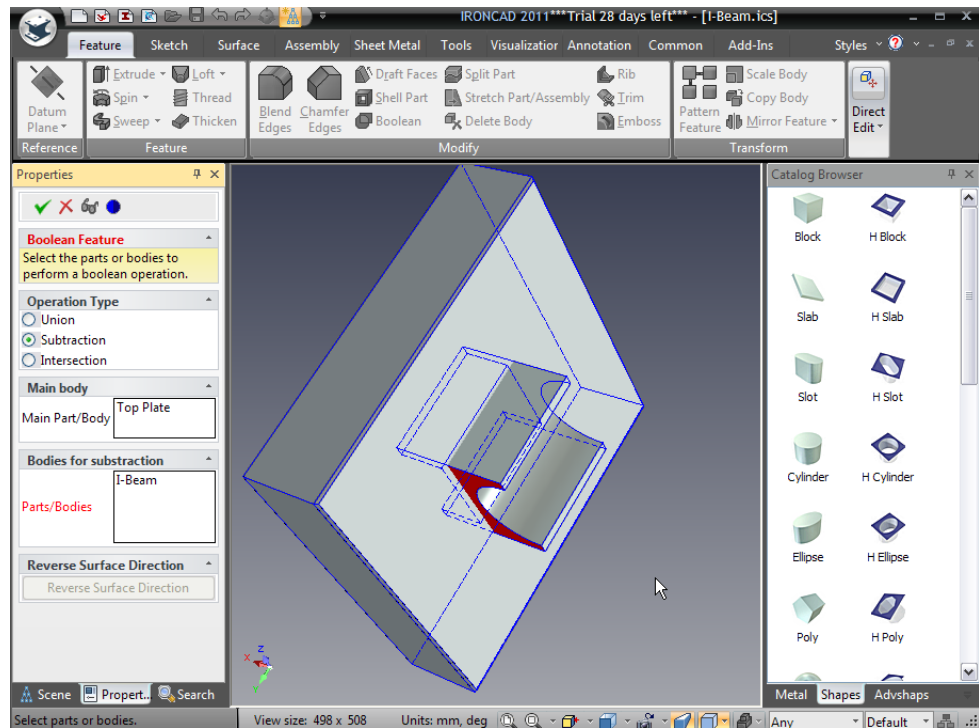 IRONCAD 2011***Trial 28 days left*** - [I-Beam.ics]
Feature Sketch Surface Assembly Sheet Metal Tools Visualization Annotation Common Add-Ins Styles
Datum Plane
Extrude Loft
Spin Thread
Sweep Thicken
Blend Edges
Chamfer Edges
Draft Faces Split Part Rib
Shell Part Stretch Part/Assembly Trim
Boolean Delete Body Emboss
Pattern Feature
Scale Body
Copy Body
Mirror Feature
Direct Edit
Reference Feature Modify Transform
Properties
Boolean Feature
Select the parts or bodies to
perform a boolean operation.
Operation Type
Union
Subtraction
Intersection
Main body
Main Part/Body Top Plate
Bodies for substraction
I-Beam
Parts/Bodies
Reverse Surface Direction
Reverse Surface Direction
Scene Propert... Search
Z
X
Catalog Browser
Block H Block
Slab H Slab
Slot H Slot
Cylinder H Cylinder
Ellipse H Ellipse
Poly H Poly
Metal Shapes Advshaps
Select parts or bodies. View size: 498 x 508 Units: mm, deg Any Default